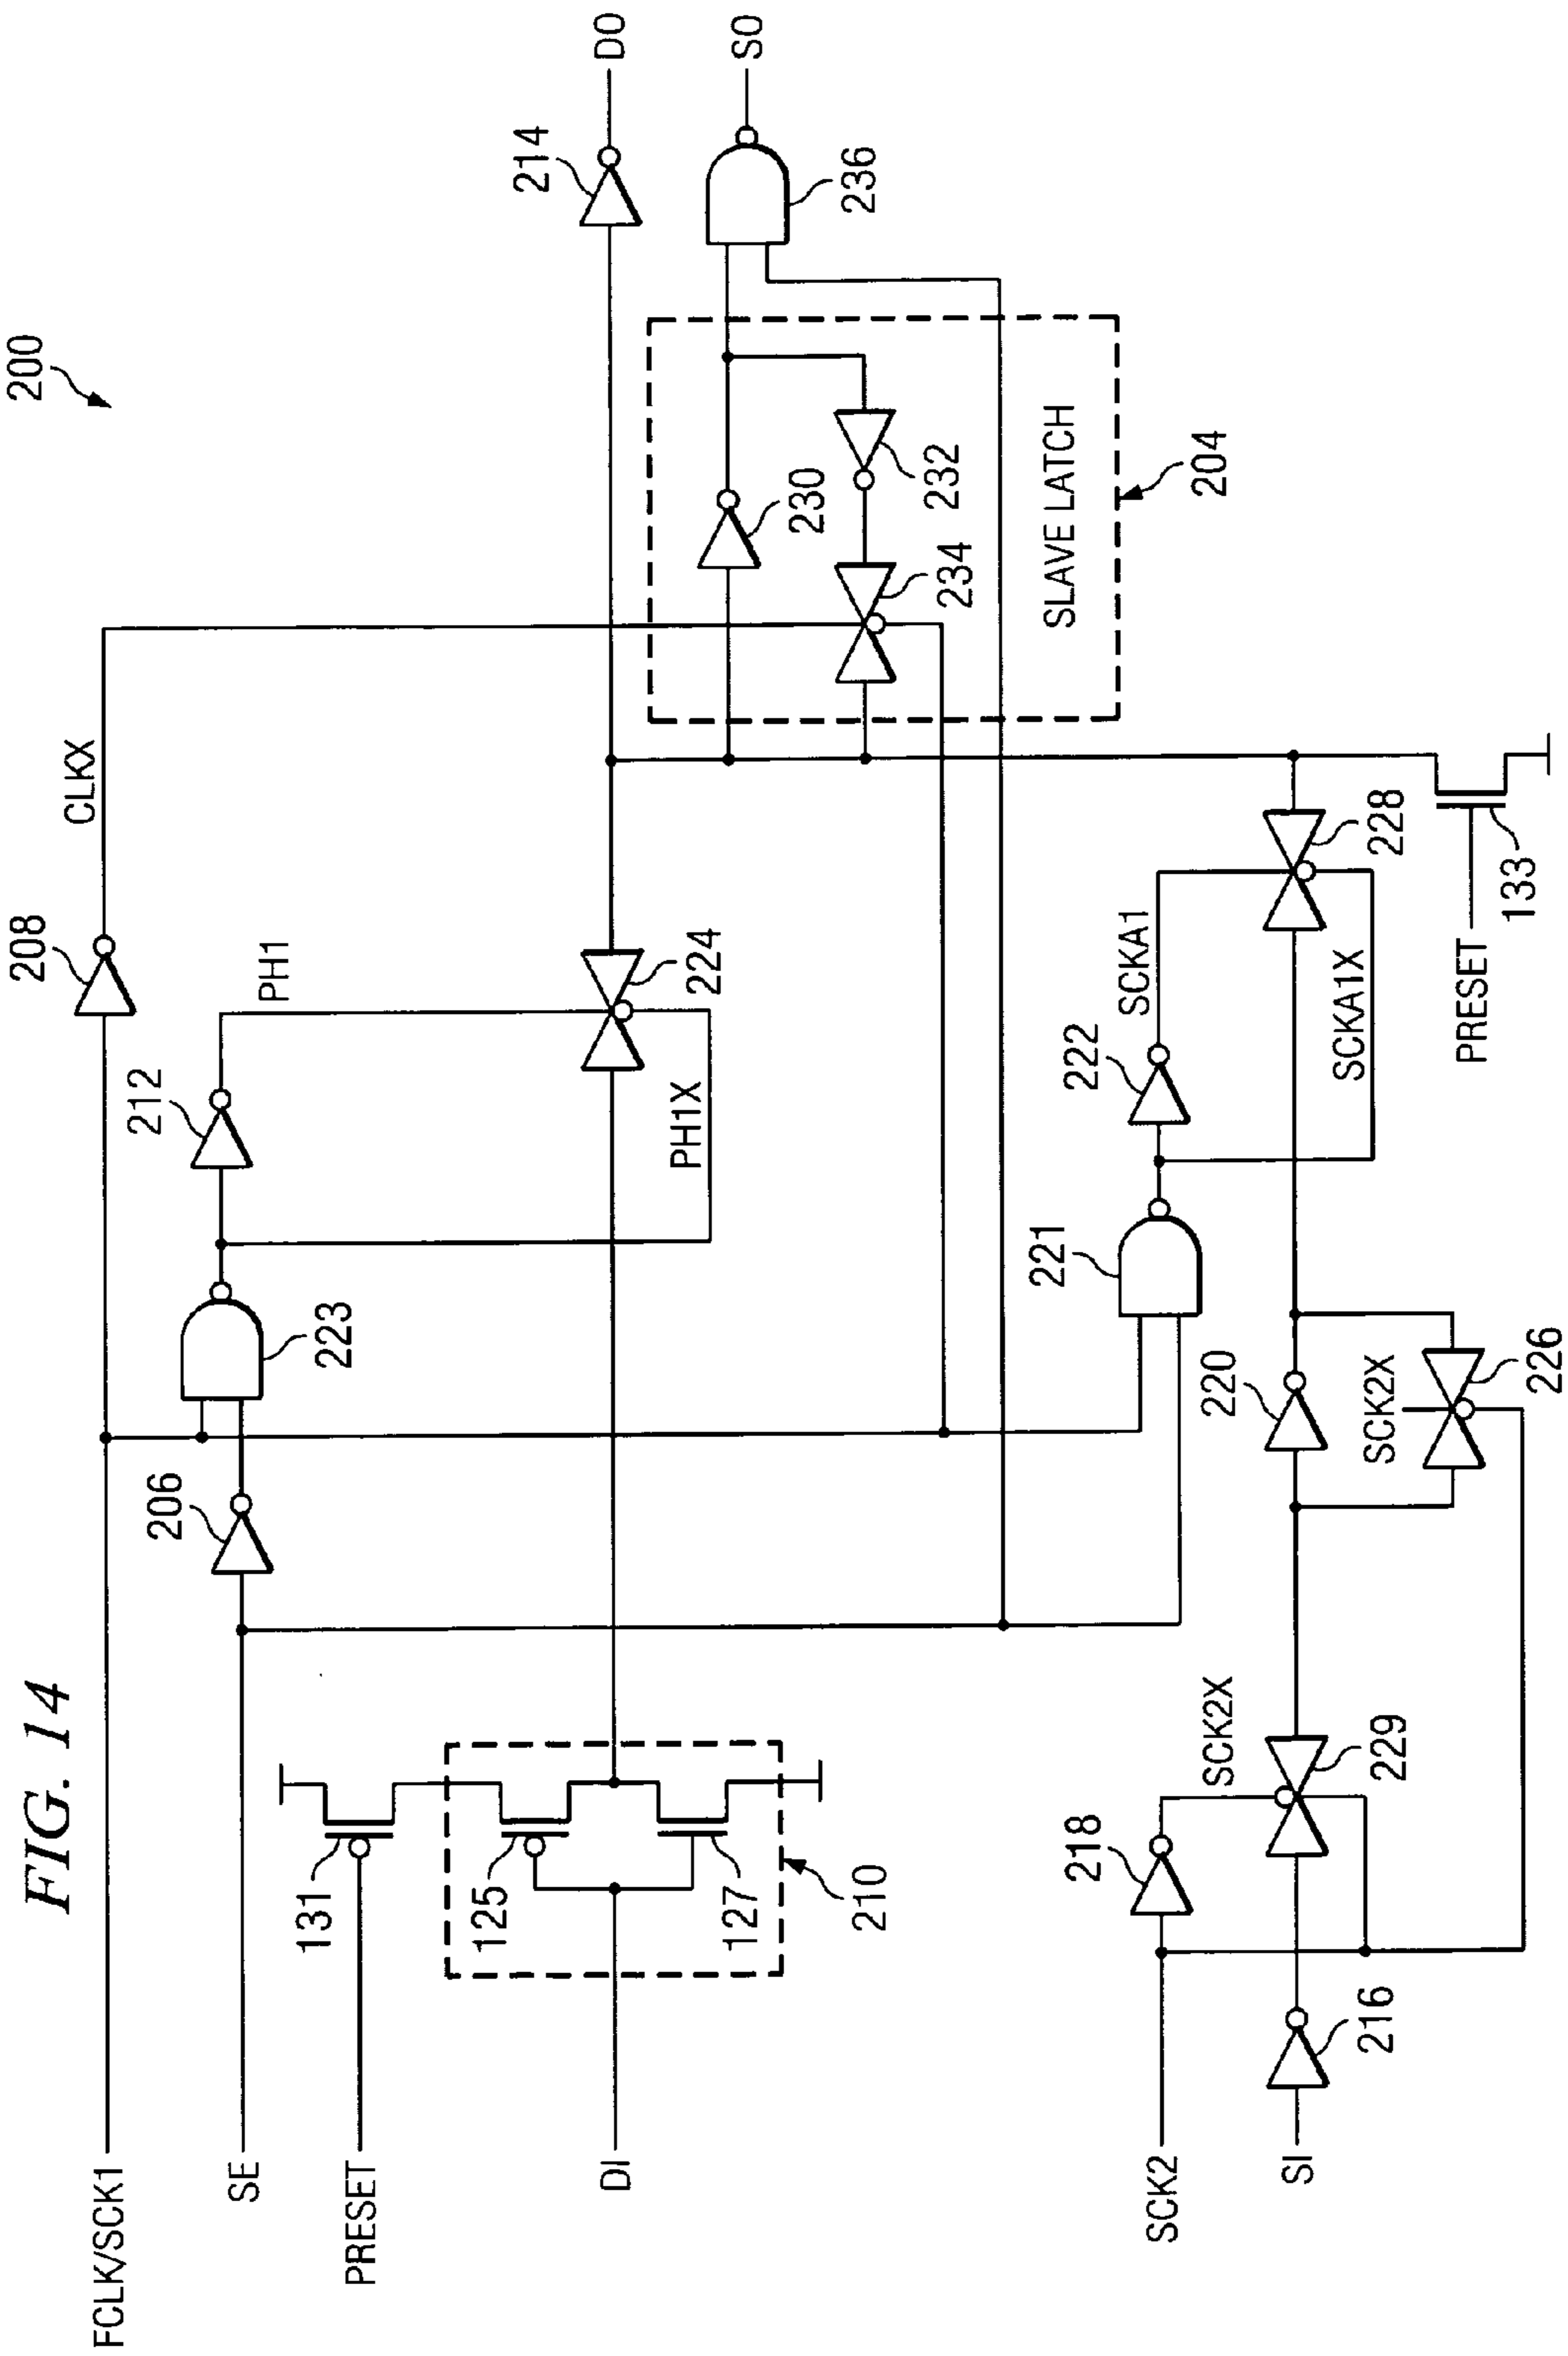 FIG. 14
200
FCLK/SCK1
208
CLKX
SE
206
223
212
PH1
PRESET
131
125
127
210
DI
PH1X
224
214
DO
230
232
234
236
SO
SLAVE LATCH
204
SCK2
218
SCK2X
229
SI
216
220
SCK2X
226
221
222
SCKA1
SCKA1X
228
PRESET
133